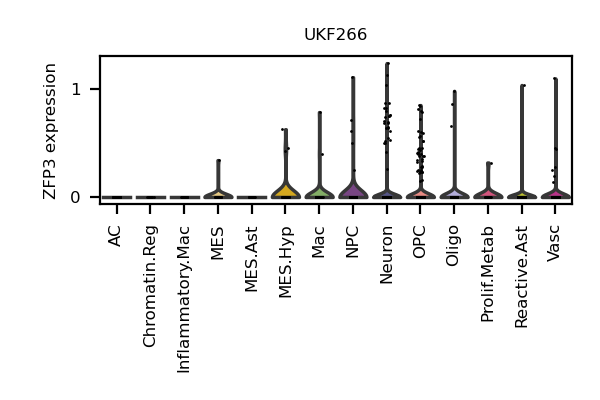 UKF266
ZFP3 expression
1
0
AC
Chromatin.Reg
Inflammatory.Mac
MES
MES.Ast
MES.Hyp
Mac
NPC
Neuron
OPC
Oligo
Prolif.Metab
Reactive.Ast
Vasc